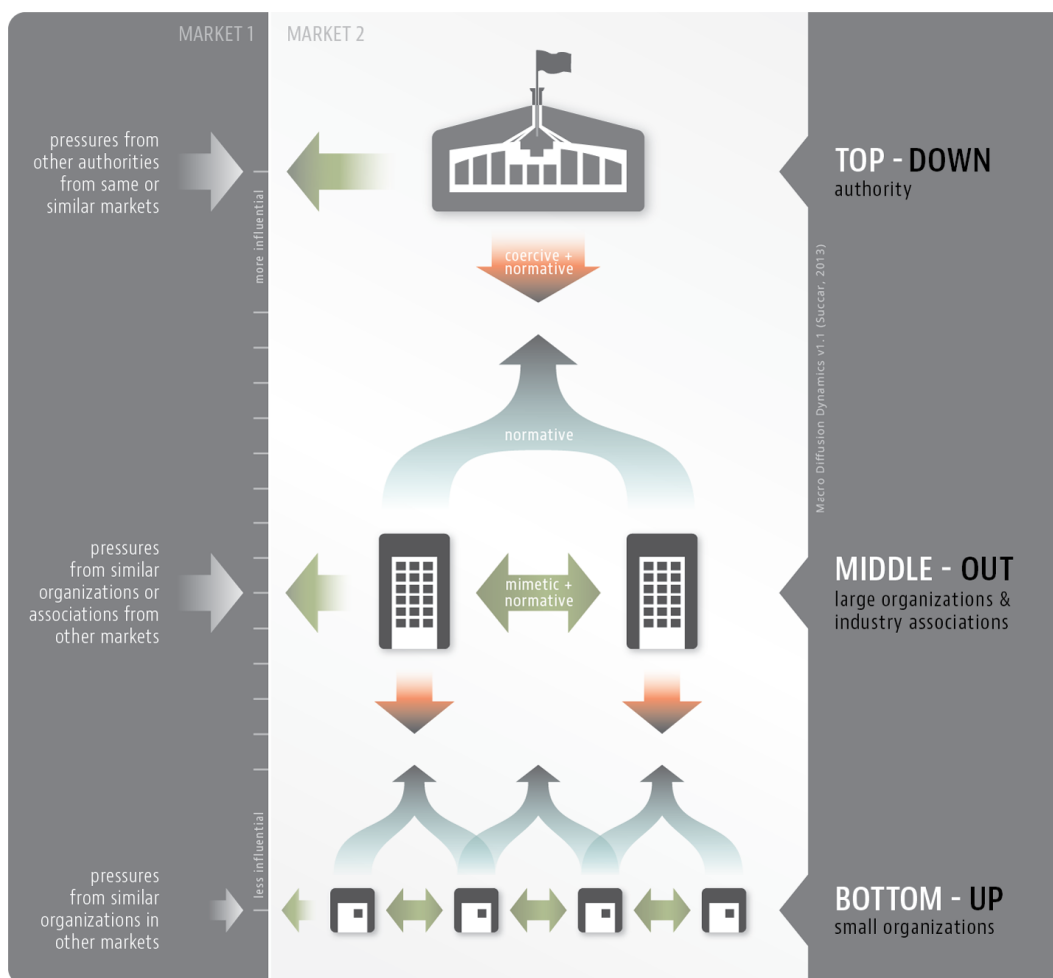 MARKET 1
MARKET 2
pressures from
other authorities
from same or
similar markets
more influential
TOP - DOWN
authority
coercive +
normative
Macro Diffusion Dynamics v1.1 (Succar, 2013)
normative
pressures
from similar
organizations or
associations from
other markets
mimetic +
normative
MIDDLE - OUT
large organizations &
industry associations
less influential
pressures
from similar
organizations in
other markets
BOTTOM - UP
small organizations